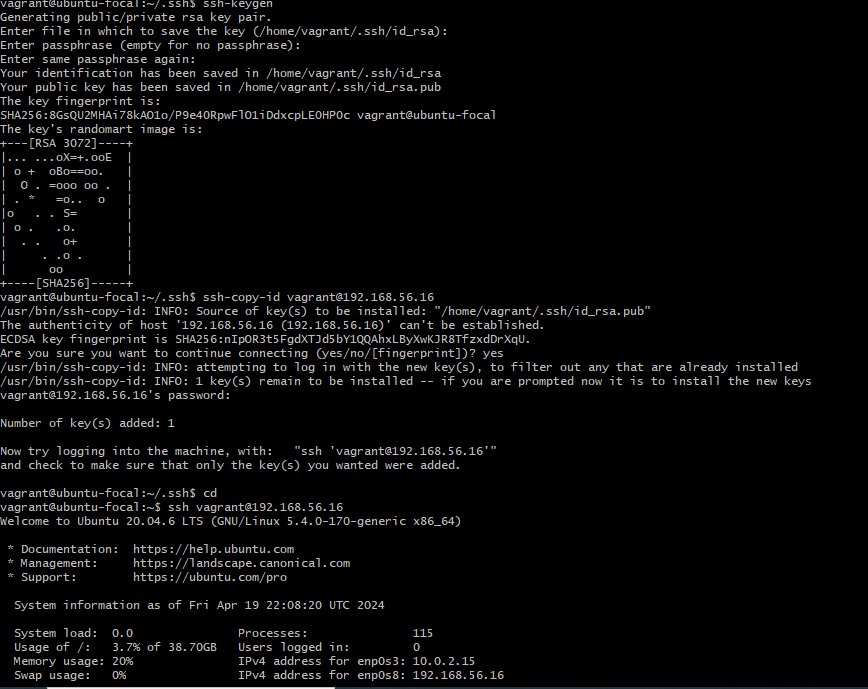 vagrant@ubuntu-focal:~/.ssh$ ssh-keygen
Generating public/private rsa key pair.
Enter file in which to save the key (/home/vagrant/.ssh/id_rsa):
Enter passphrase (empty for no passphrase):
Enter same passphrase again:
Your identification has been saved in /home/vagrant/.ssh/id_rsa
Your public key has been saved in /home/vagrant/.ssh/id_rsa.pub
The key fingerprint is:
SHA256:8GsQU2MHAi78kAO1o/P9e4ORpwFlO1iDdxcpLEOHPOc vagrant@ubuntu-focal
The key's randomart image is:
+---[RSA 3072]----+
|... ...oX=+.ooE  |
| o +  oBo==oo.   |
|  O . =ooo oo .  |
| . *   =o..  o   |
|o   . . S=       |
| o .   .o.       |
|  . .   o+       |
|     . .o .      |
|      oo         |
+----[SHA256]-----+
vagrant@ubuntu-focal:~/.ssh$ ssh-copy-id vagrant@192.168.56.16
/usr/bin/ssh-copy-id: INFO: Source of key(s) to be installed: "/home/vagrant/.ssh/id_rsa.pub"
The authenticity of host '192.168.56.16 (192.168.56.16)' can't be established.
ECDSA key fingerprint is SHA256:nIpOR3t5FgdXTJd5bY1QQAhxLByXwKJR8TfzxdDrXqU.
Are you sure you want to continue connecting (yes/no/[fingerprint])? yes
/usr/bin/ssh-copy-id: INFO: attempting to log in with the new key(s), to filter out any that are already installed
/usr/bin/ssh-copy-id: INFO: 1 key(s) remain to be installed -- if you are prompted now it is to install the new keys
vagrant@192.168.56.16's password:
Number of key(s) added: 1
Now try logging into the machine, with:   "ssh 'vagrant@192.168.56.16'"
and check to make sure that only the key(s) you wanted were added.
vagrant@ubuntu-focal:~/.ssh$ cd
vagrant@ubuntu-focal:~$ ssh vagrant@192.168.56.16
Welcome to Ubuntu 20.04.6 LTS (GNU/Linux 5.4.0-170-generic x86_64)
* Documentation:  https://help.ubuntu.com
* Management:     https://landscape.canonical.com
* Support:        https://ubuntu.com/pro
System information as of Fri Apr 19 22:08:20 UTC 2024
System load:  0.0               Processes:               115
Usage of /:   3.7% of 38.70GB   Users logged in:         0
Memory usage: 20%               IPv4 address for enp0s3: 10.0.2.15
Swap usage:   0%                IPv4 address for enp0s8: 192.168.56.16